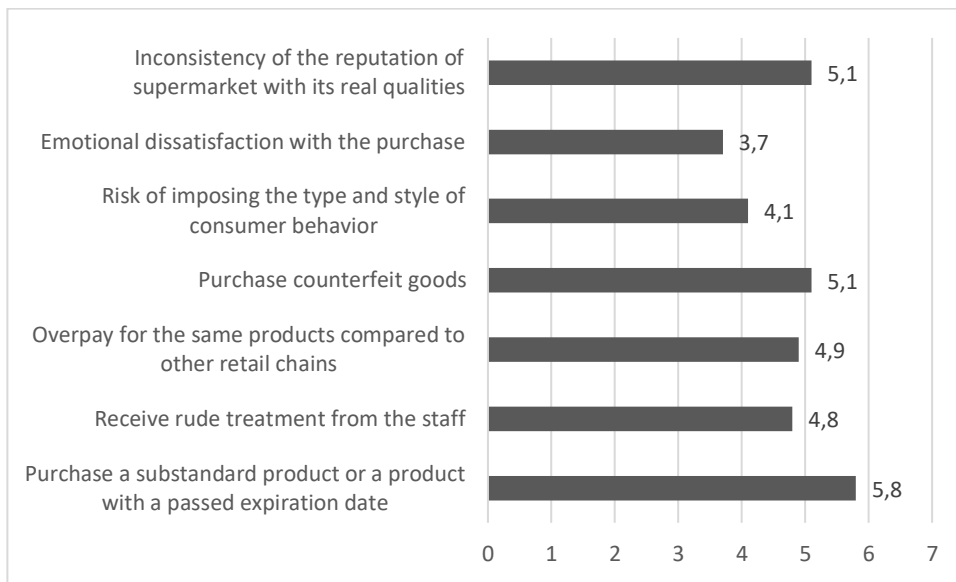 Inconsistency of the reputation of
supermarket with its real qualities
5,1
Emotional dissatisfaction with the purchase
3,7
Risk of imposing the type and style of
consumer behavior
4,1
Purchase counterfeit goods
5,1
Overpay for the same products compared to
other retail chains
4,9
Receive rude treatment from the staff
4,8
Purchase a substandard product or a product
with a passed expiration date
5,8
0 1 2 3 4 5 6 7